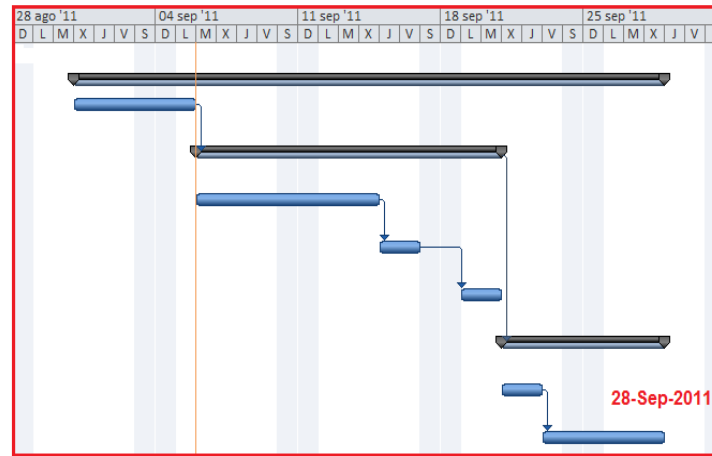 28 ago '11 04 sep '11 11 sep '11 18 sep '11 25 sep '11
D L M X J V S D L M X J V S D L M X J V S D L M X J V S D L M X J V
28-Sep-2011